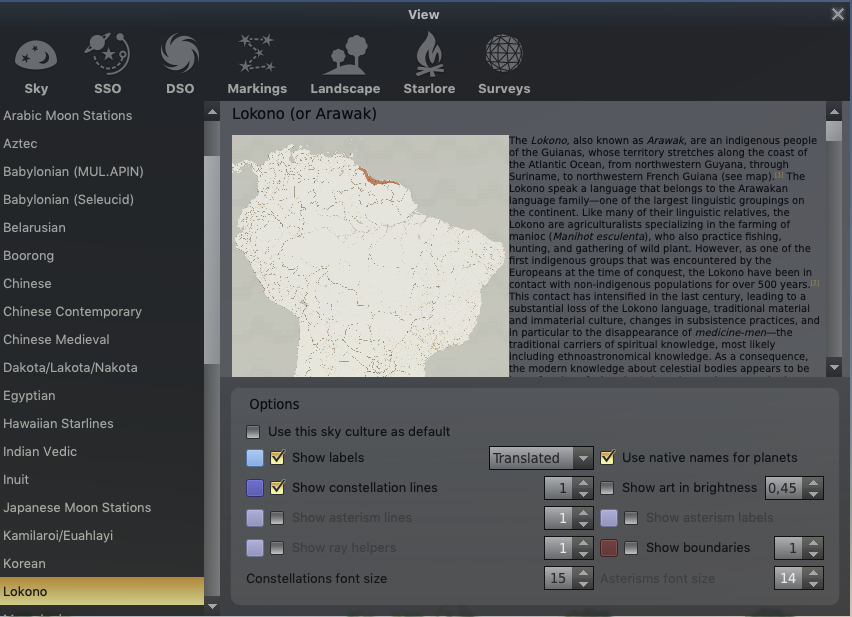 View
Sky
SSO
DSO
Markings
Landscape
Starlore
Surveys
Arabic Moon Stations
Aztec
Babylonian (MUL.APIN)
Babylonian (Seleucid)
Belarusian
Boorong
Chinese
Chinese Contemporary
Chinese Medieval
Dakota/Lakota/Nakota
Egyptian
Hawaiian Starlines
Indian Vedic
Inuit
Japanese Moon Stations
Kamilaroi/Euahlayi
Korean
Lokono
Lokono (or Arawak)
The Lokono, also known as Arawak, are an indigenous people
of the Guianas, whose territory stretches along the coast of
the Atlantic Ocean, from northwestern Guyana, through
Suriname, to northwestern French Guiana (see map).[1] The
Lokono speak a language that belongs to the Arawakan
language family—one of the largest linguistic groupings on
the continent. Like many of their linguistic relatives, the
Lokono are agriculturalists specializing in the farming of
manioc (Manihot esculenta), who also practice fishing,
hunting, and gathering of wild plant. However, as one of the
first indigenous groups that was encountered by the
Europeans at the time of conquest, the Lokono have been in
contact with non-indigenous populations for over 500 years.[2]
This contact has intensified in the last century, leading to a
substantial loss of the Lokono language, traditional material
and immaterial culture, changes in subsistence practices, and
in particular to the disappearance of medicine-men—the
traditional carriers of spiritual knowledge, most likely
including ethnoastronomical knowledge. As a consequence,
the modern knowledge about celestial bodies appears to be
Options
Use this sky culture as default
Show labels
Translated
Use native names for planets
Show constellation lines
1
Show art in brightness
0,45
Show asterism lines
1
Show asterism labels
Show ray helpers
1
Show boundaries
1
Constellations font size
15
Asterisms font size
14